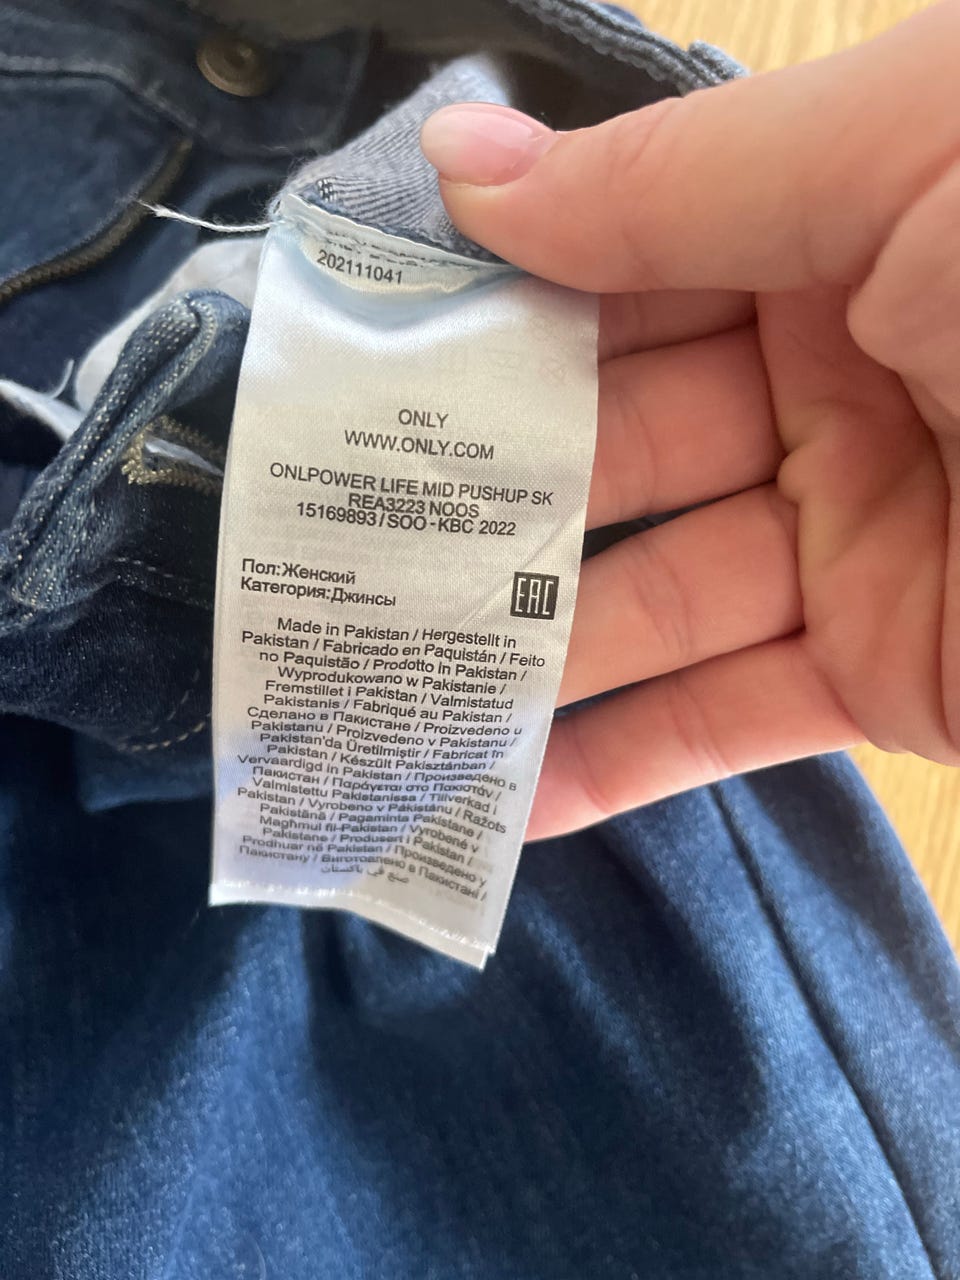 202111041
ONLY
WWW.ONLY.COM
ONLPOWER LIFE MID PUSHUP SK
REA3223 NOOS
15169893/SOO-KBC 2022
Пол:Женский
Категория:Джинсы
EAC
Made in Pakistan / Hergestellt in
Pakistan / Fabricado en Paquistán / Feito
no Paquistão / Prodotto in Pakistan /
Wyprodukowano w Pakistanie /
Fremstillet i Pakistan / Valmistatud
Pakistanis / Fabriqué au Pakistan /
Сделано в Пакистане / Proizvedeno u
Pakistanu / Proizvedeno v Pakistanu /
Pakistan'da Üretilmiştir / Fabricat în
Pakistan / Készült Pakisztánban /
Vervaardigd in Pakistan / Произведено в
Пакистан / Παράγεται στο Πακιστάν /
Valmistettu Pakistanissa / Tillverkad i
Pakistan / Vyrobeno v Pákistánu / Ražots
Pakistānā / Pagaminta Pakistane /
Maghmul fil-Pakistan / Vyrobené v
Pakistane / Produsert i Pakistan /
Prodhuar në Pakistan / Произведено у
Пакистану / Виготовлено в Пакистані /
صنع في باكستان